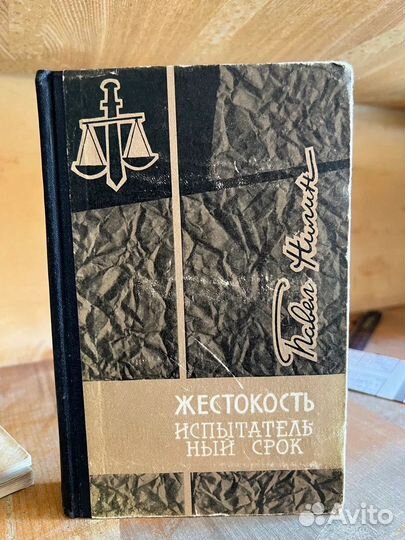 Павел Нилин
ЖЕСТОКОСТЬ
ИСПЫТАТЕЛЬ
НЫЙ СРОК
Avito